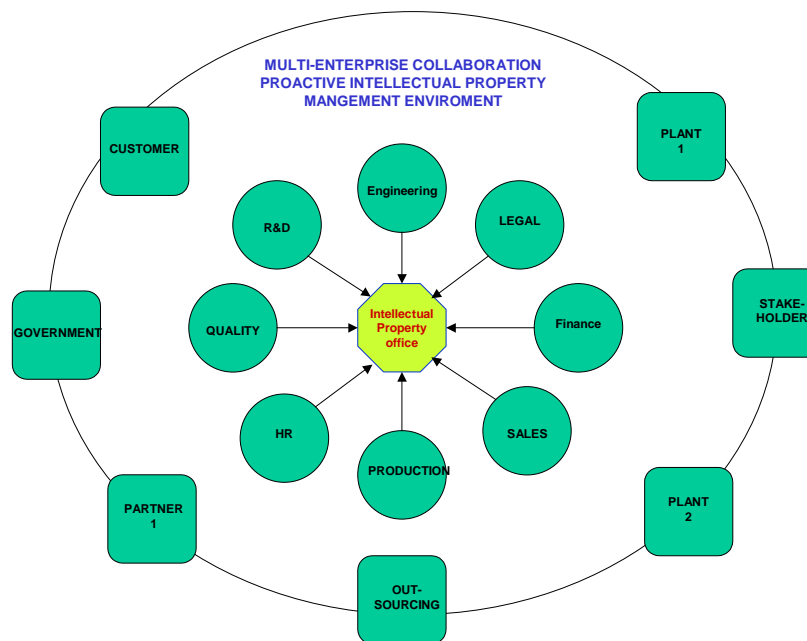 MULTI-ENTERPRISE COLLABORATION
PROACTIVE INTELLECTUAL PROPERTY
MANGEMENT ENVIROMENT
CUSTOMER
PLANT
1
Engineering
R&D
LEGAL
GOVERNMENT
QUALITY
Intellectual
Property
office
Finance
STAKE-
HOLDER
HR
SALES
PRODUCTION
PARTNER
1
PLANT
2
OUT-
SOURCING